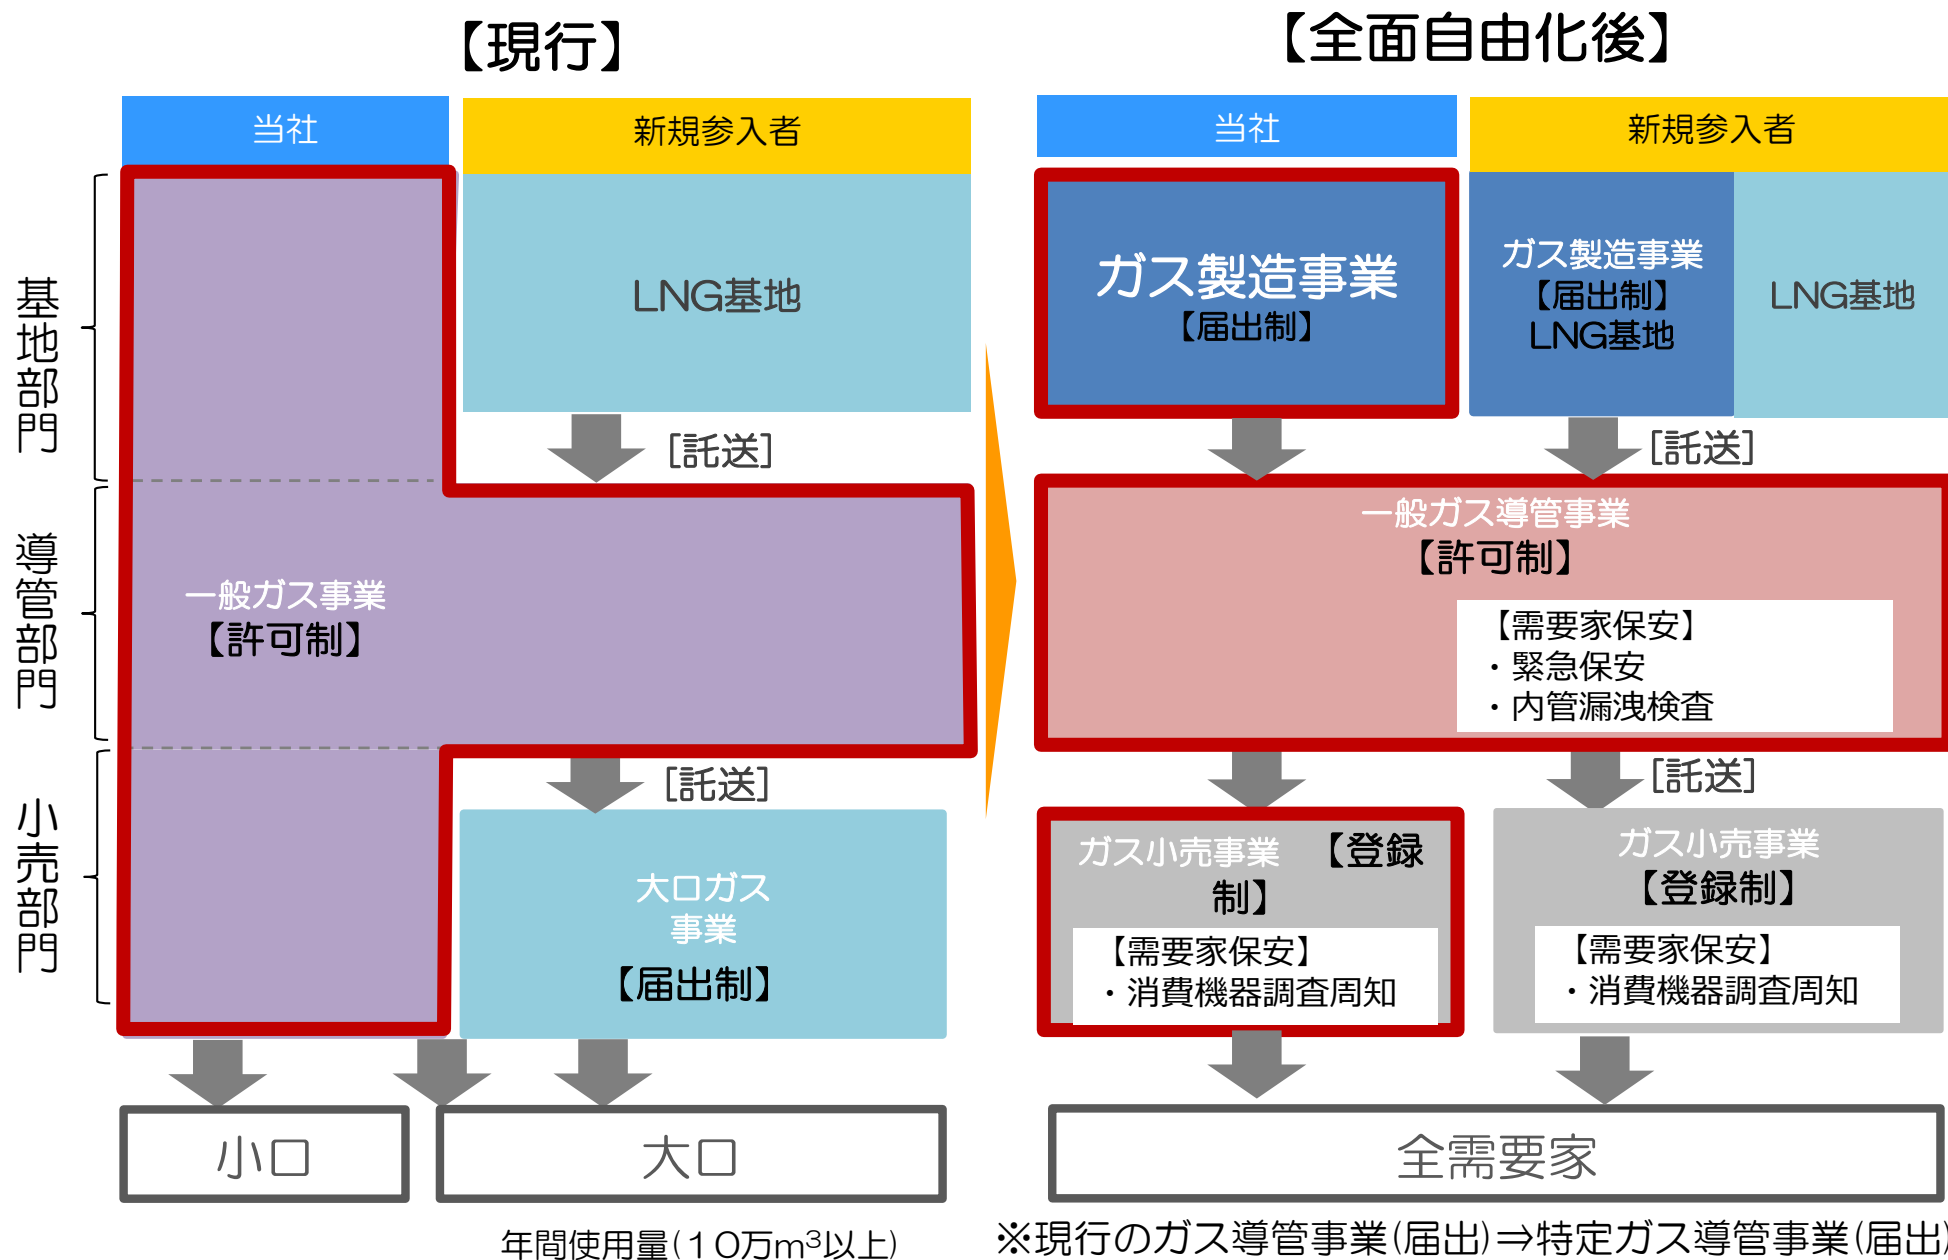 【現行】
当社
新規参入者
基地部門
導管部門
小売部門
LNG基地
[託送]
一般ガス事業
【許可制】
[託送]
大口ガス
事業
【届出制】
小口
大口
年間使用量(１０万m³以上)
【全面自由化後】
当社
新規参入者
ガス製造事業
【届出制】
ガス製造事業
【届出制】
LNG基地
LNG基地
[託送]
一般ガス導管事業
【許可制】
【需要家保安】
・緊急保安
・内管漏洩検査
[託送]
ガス小売事業　【登録
制】
【需要家保安】
・消費機器調査周知
ガス小売事業
【登録制】
【需要家保安】
・消費機器調査周知
全需要家
※現行のガス導管事業(届出)⇒特定ガス導管事業(届出)